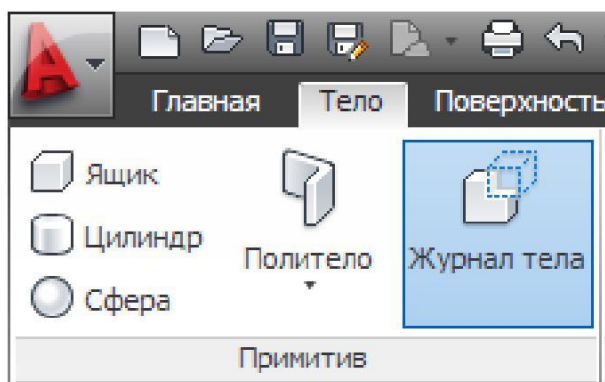 Главная Тело Поверхность
Ящик
Цилиндр
Сфера
Политело
Журнал тела
Примитив